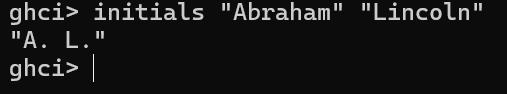 ghci> initials "Abraham" "Lincoln"
"A. L."
ghci>